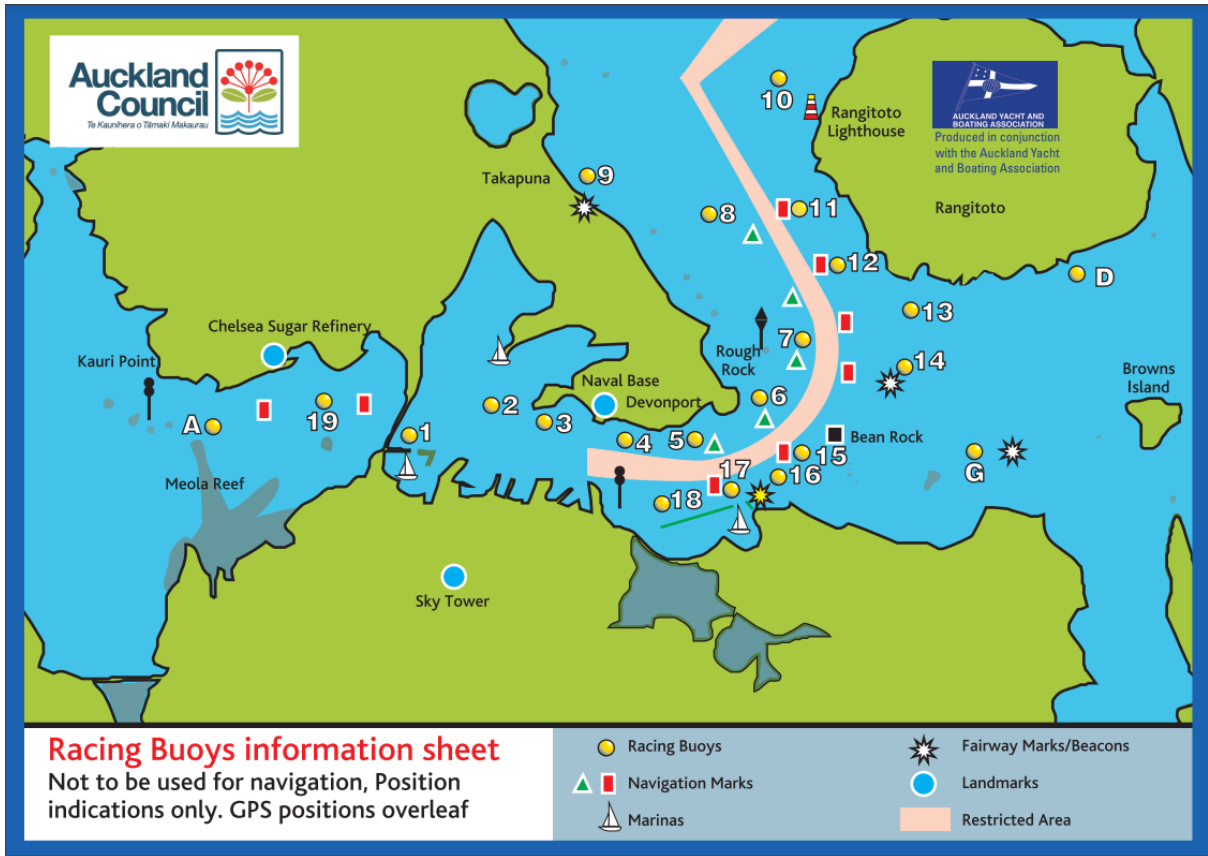 Auckland
Council
Te Kaunihera o Tāmaki Makaurau
10
Rangitoto
Lighthouse
AUCKLAND YACHT AND
BOATING ASSOCIATION
Produced in conjunction
with the Auckland Yacht
and Boating Association
Takapuna
9
8
11
Rangitoto
12
D
13
Chelsea Sugar Refinery
Kauri Point
7
Rough
Rock
14
Browns
Island
Naval Base
Devonport
6
A
19
1
2
3
4
5
15
Bean Rock
G
16
17
18
Meola Reef
Sky Tower
Racing Buoys information sheet
Not to be used for navigation, Position
indications only. GPS positions overleaf
Racing Buoys
Navigation Marks
Marinas
Fairway Marks/Beacons
Landmarks
Restricted Area